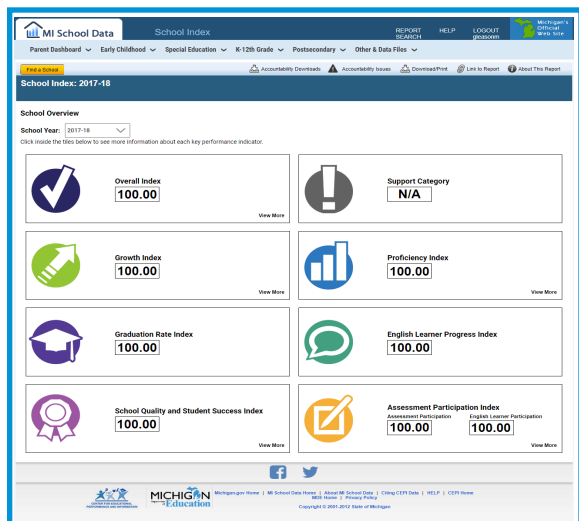 MI School Data
School Index
REPORT SEARCH
HELP
LOGOUT
gleasonm
Michigan's Official Web Site
Parent Dashboard
Early Childhood
Special Education
K-12th Grade
Postsecondary
Other & Data Files
Find a School
Accountability Downloads
Accountability Issues
Download/Print
Link to Report
About This Report
School Index: 2017-18
School Overview
School Year: 2017-18
Click inside the tiles below to see more information about each key performance indicator.
Overall Index
100.00
View More
Support Category
N/A
Growth Index
100.00
View More
Proficiency Index
100.00
View More
Graduation Rate Index
100.00
English Learner Progress Index
100.00
School Quality and Student Success Index
100.00
View More
Assessment Participation Index
Assessment Participation
English Learner Participation
100.00
100.00
View More
CENTER FOR EDUCATIONAL
PERFORMANCE AND INFORMATION
MICHIGAN
Education
Michigan.gov Home | MI School Data Home | About MI School Data | Citing CEPI Data | HELP | CEPI Home
MDE Home | Privacy Policy
Copyright © 2001-2012 State of Michigan